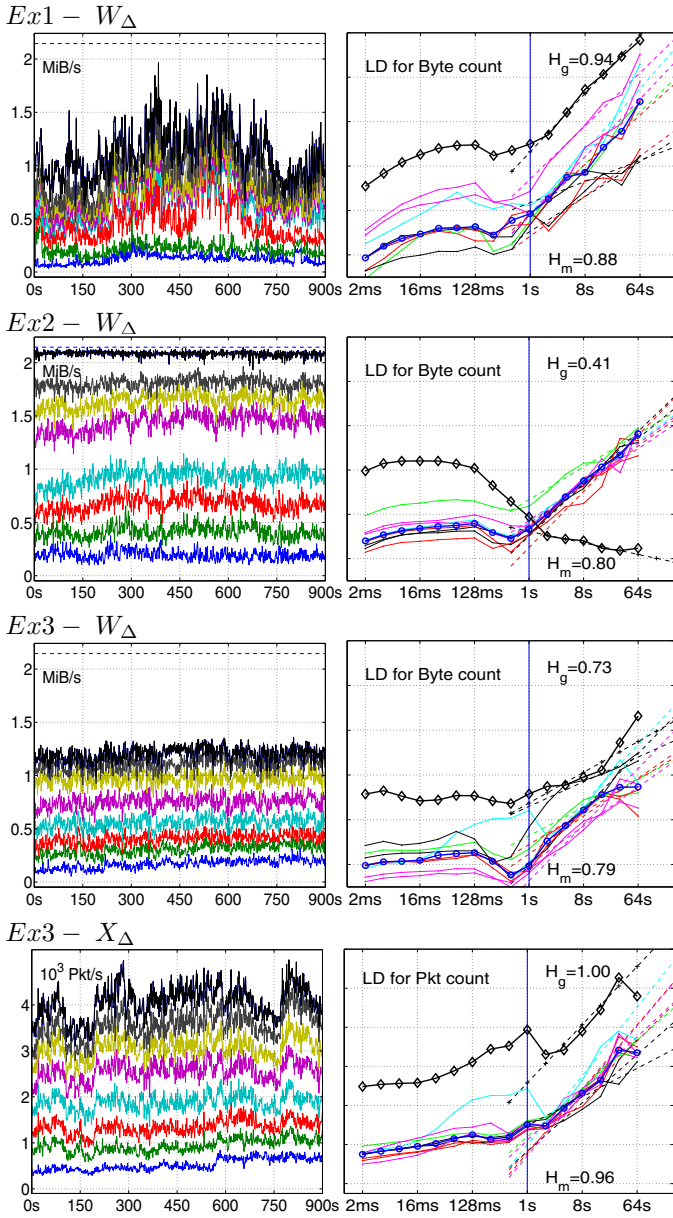 Ex1 − W_Δ
MiB/s
2
1.5
1
0.5
0
0s 150 300 450 600 750 900s
LD for Byte count
H_g=0.94
H_m=0.88
2ms 16ms 128ms 1s 8s 64s
Ex2 − W_Δ
MiB/s
2
1.5
1
0.5
0
0s 150 300 450 600 750 900s
LD for Byte count
H_g=0.41
H_m=0.80
2ms 16ms 128ms 1s 8s 64s
Ex3 − W_Δ
MiB/s
2
1.5
1
0.5
0
0s 150 300 450 600 750 900s
LD for Byte count
H_g=0.73
H_m=0.79
2ms 16ms 128ms 1s 8s 64s
Ex3 − X_Δ
10³ Pkt/s
4
3
2
1
0
0s 150 300 450 600 750 900s
LD for Pkt count
H_g=1.00
H_m=0.96
2ms 16ms 128ms 1s 8s 64s